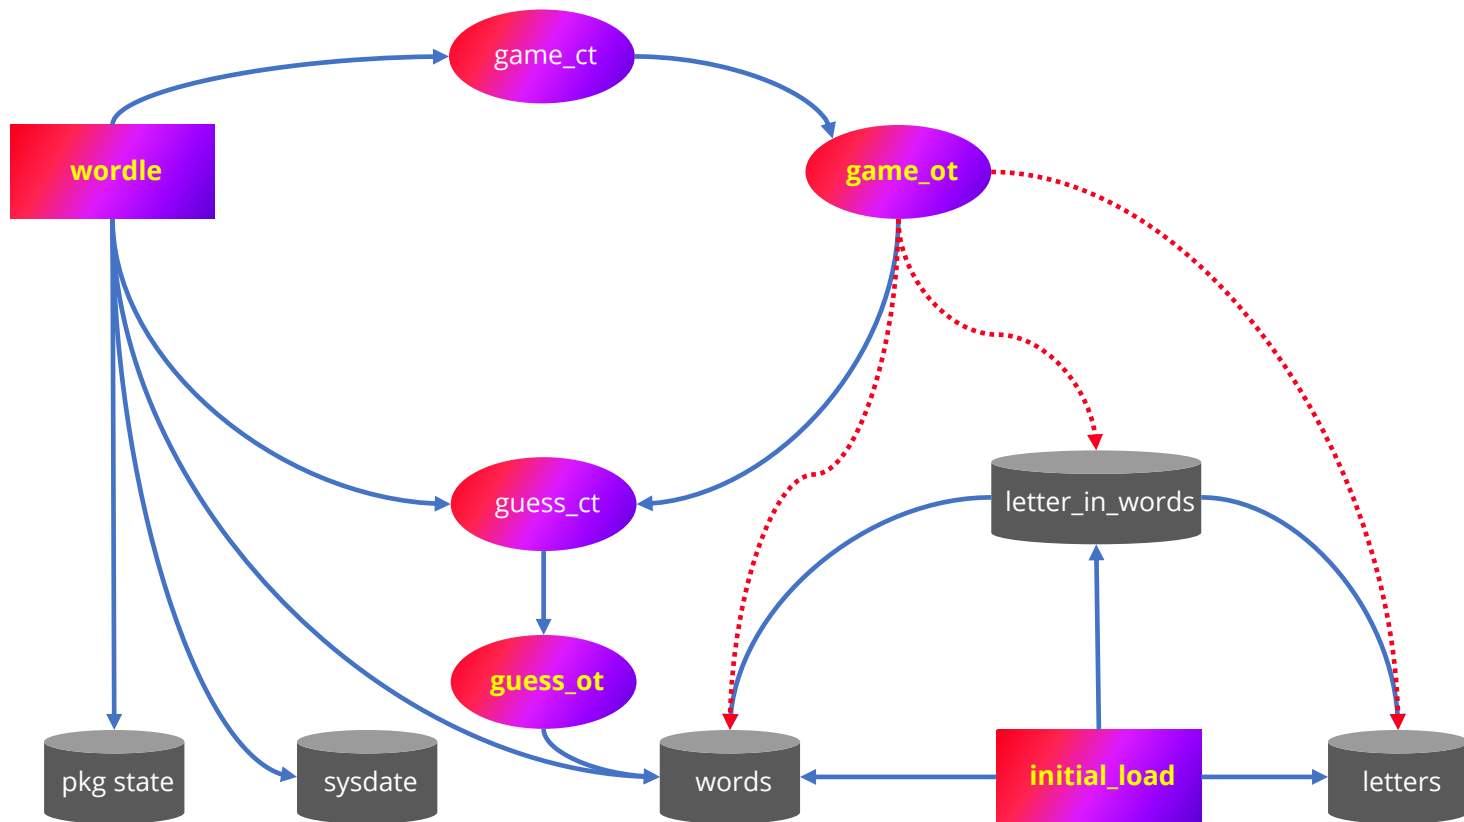 game_ct
wordle
game_ot
guess_ct
letter_in_words
guess_ot
pkg state
sysdate
words
initial_load
letters